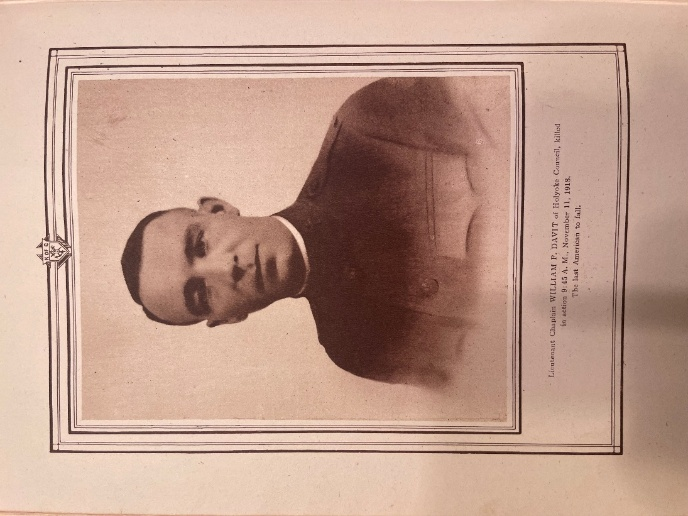 Lieutenant Chaplain WILLIAM P. DAVIT of Holyoke Council, killed
in action 9:45 A. M., November 11, 1918.
The last American to fall.